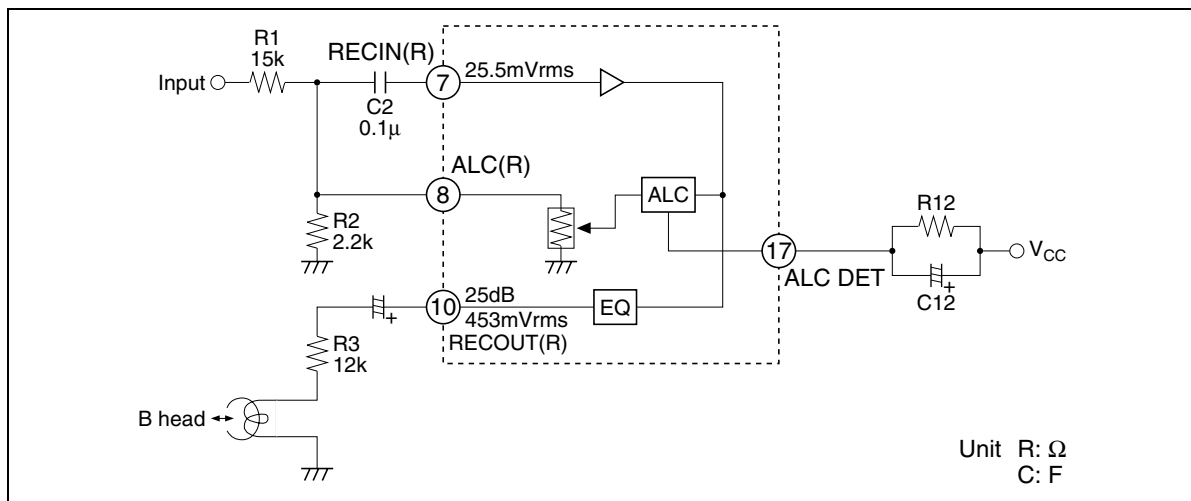 R1
15k
RECIN(R)
Input
7
25.5mVrms
C2
0.1μ
ALC(R)
8
ALC
R12
R2
2.2k
17
VCC
ALC DET
C12
+
10
25dB
EQ
+
453mVrms
RECOUT(R)
R3
12k
B head
Unit R: Ω
C: F